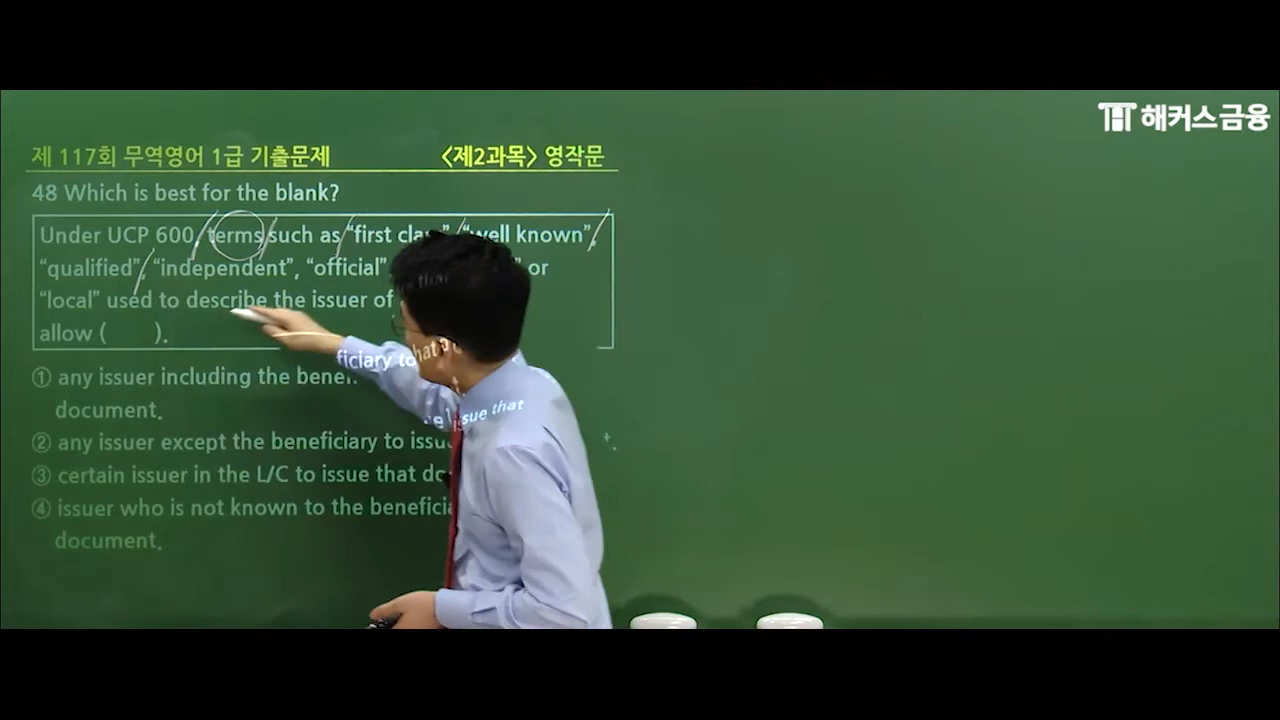 해커스금융
제 117회 무역영어 1급 기출문제 <제2과목> 영작문
48 Which is best for the blank?
Under UCP 600, terms such as “first class”, “well known”,
“qualified”, “independent”, “official” ” or
“local” used to describe the issuer of
allow ( ).
① any issuer including the ficiary to
document.
② any issuer except the beneficiary to
③ certain issuer in the L/C to issue that
④ issuer who is not known to the issue that
document.